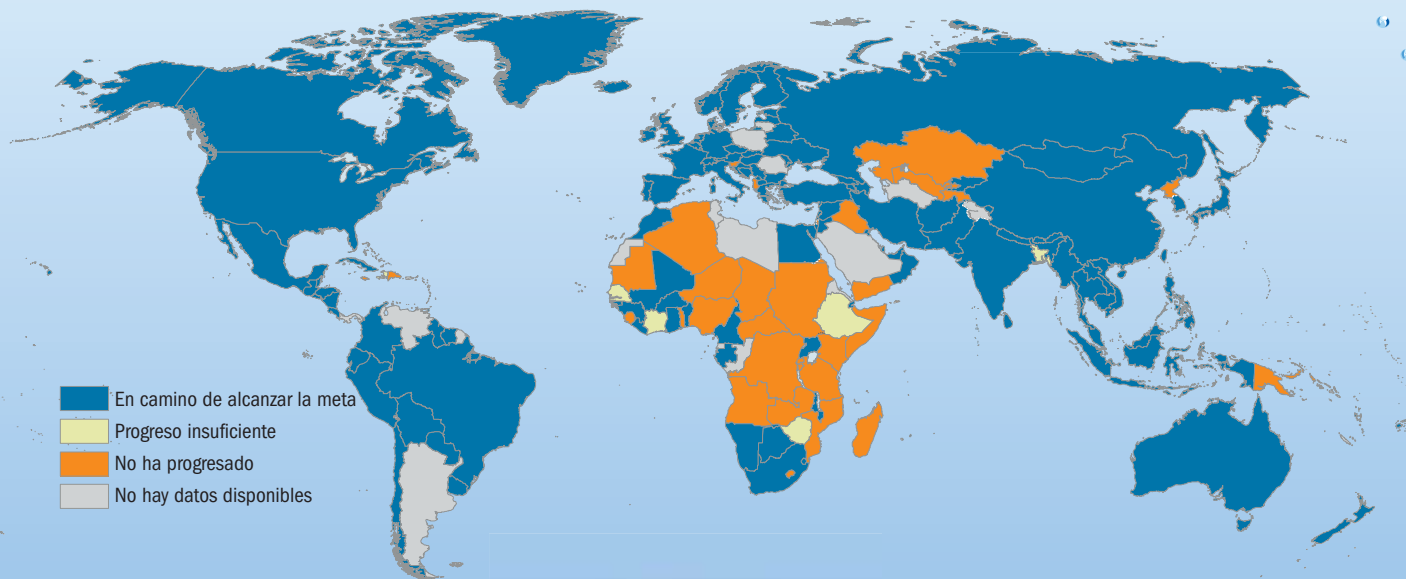 En camino de alcanzar la meta
Progreso insuficiente
No ha progresado
No hay datos disponibles